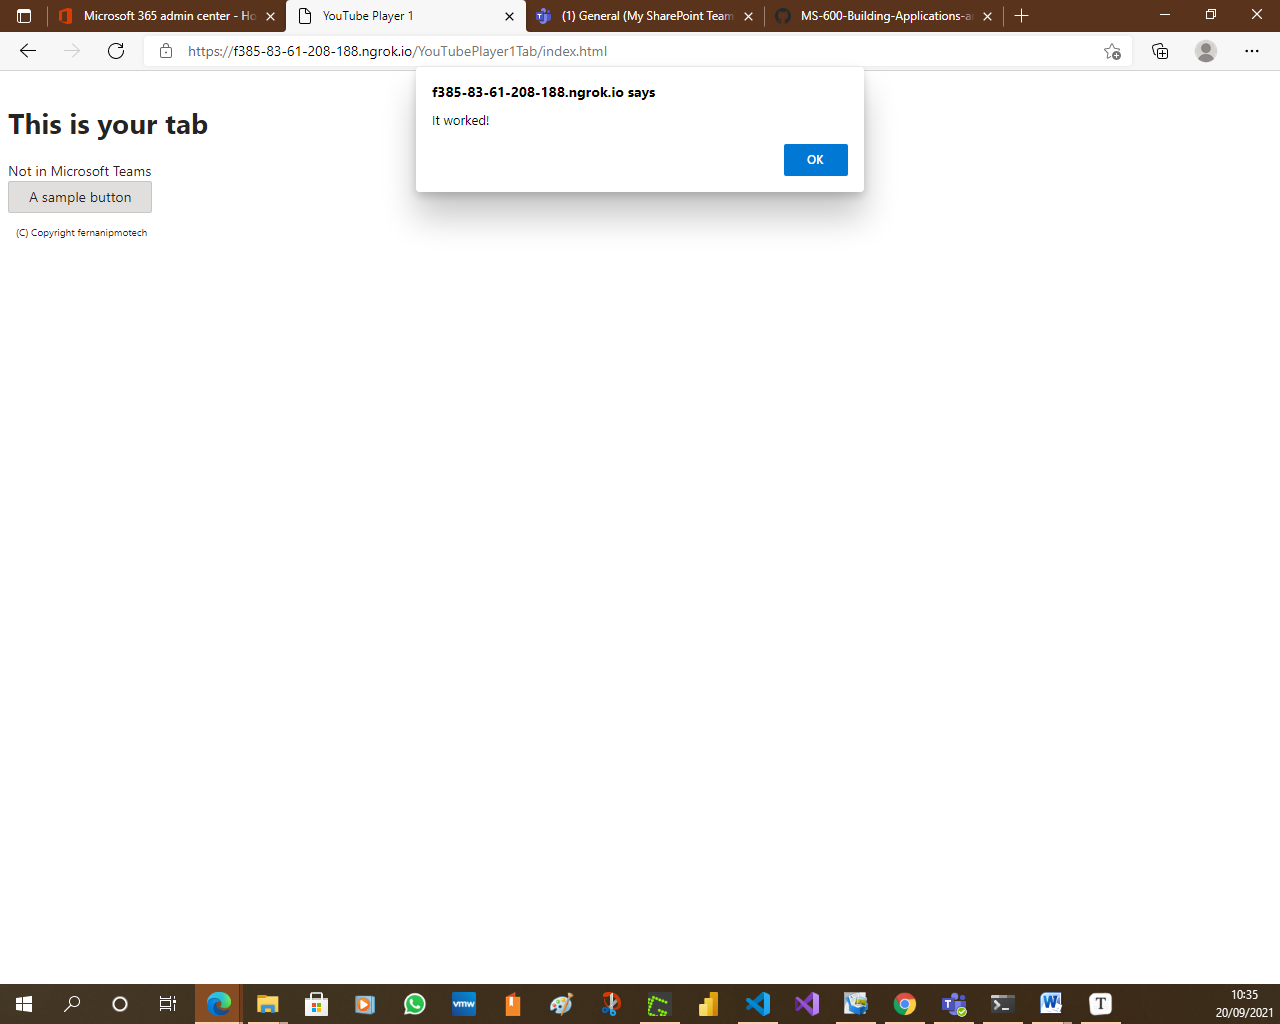 Microsoft 365 admin center - Ho
YouTube Player 1
(1) General (My SharePoint Team
MS-600-Building-Applications-a
https://f385-83-61-208-188.ngrok.io/YouTubePlayer1Tab/index.html
f385-83-61-208-188.ngrok.io says
It worked!
OK
This is your tab
Not in Microsoft Teams
A sample button
(C) Copyright fernanipmotech
vmw
T
10:35
20/09/2021